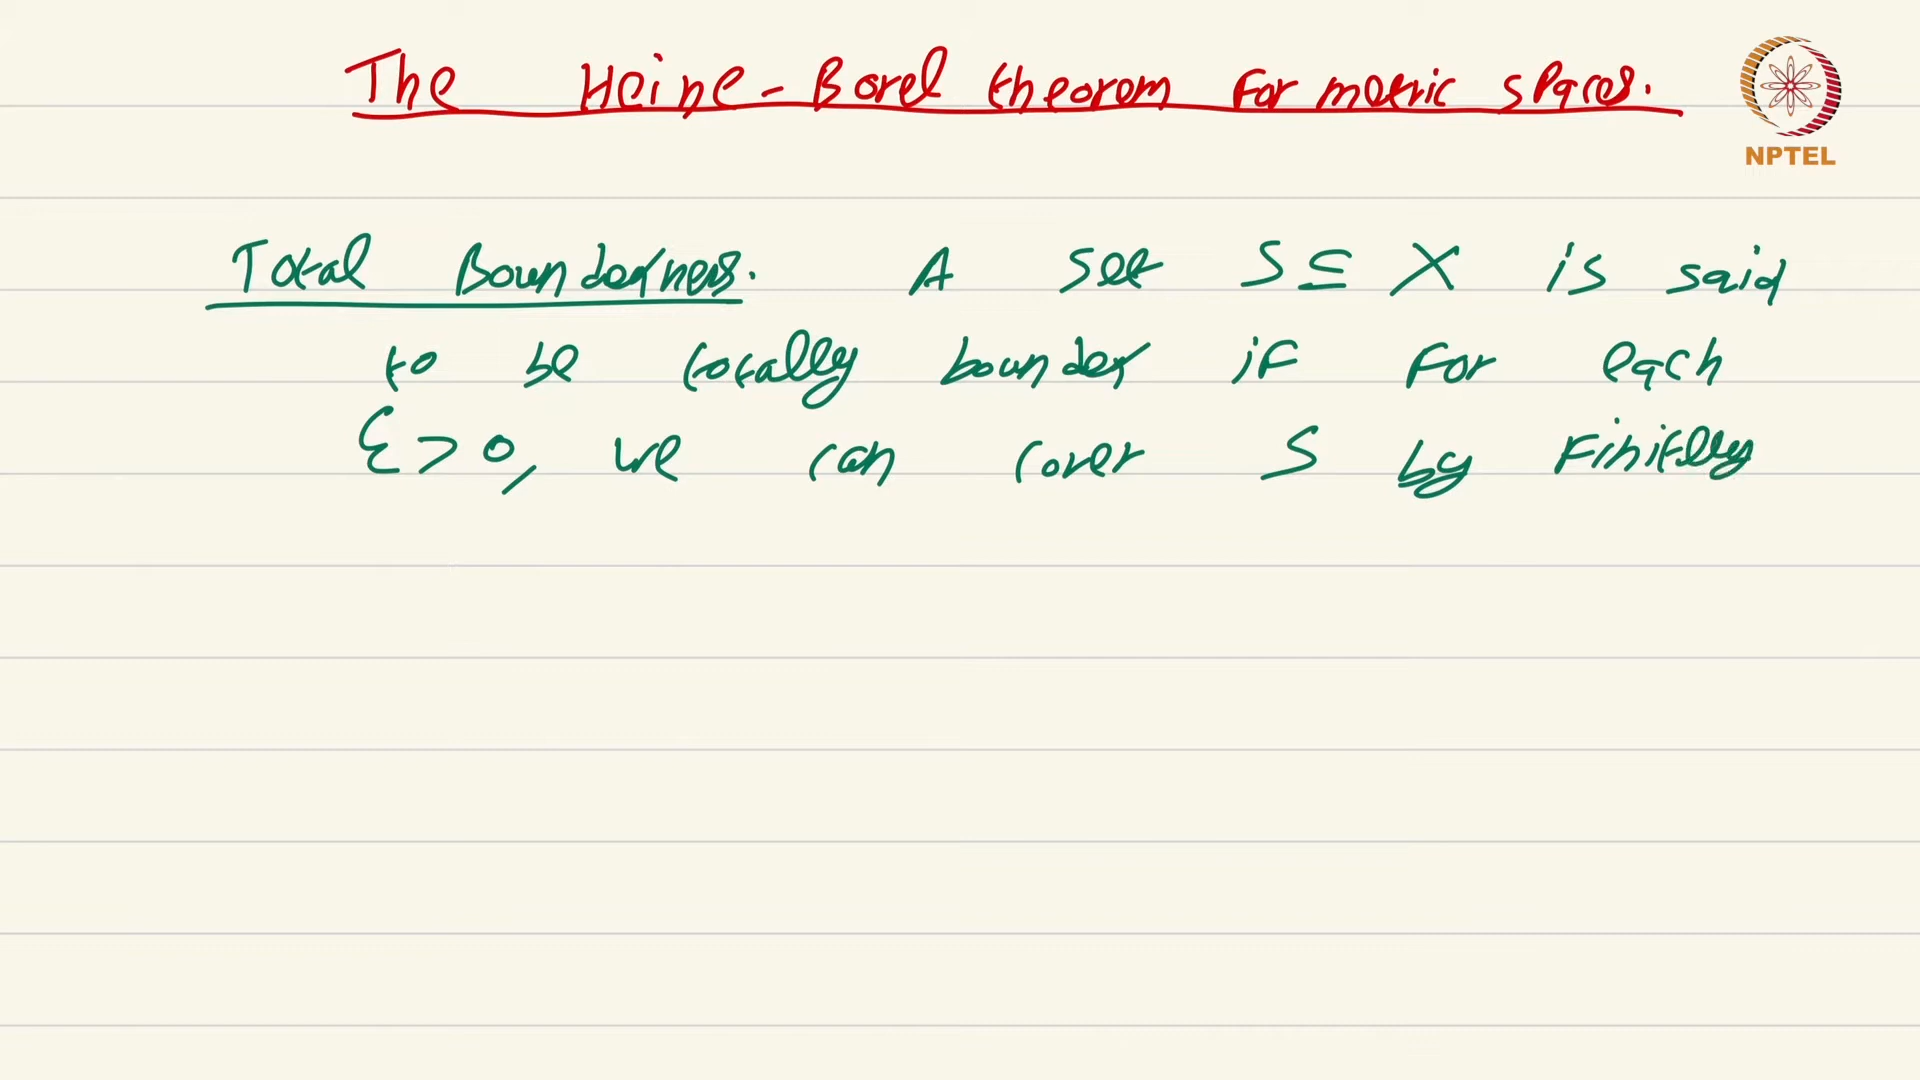 The Heine-Borel theorem for metric spaces.
NPTEL
Total Boundedness. A set S ⊆ X is said
to be totally bounded if for each
ε > 0, we can cover S by finitely